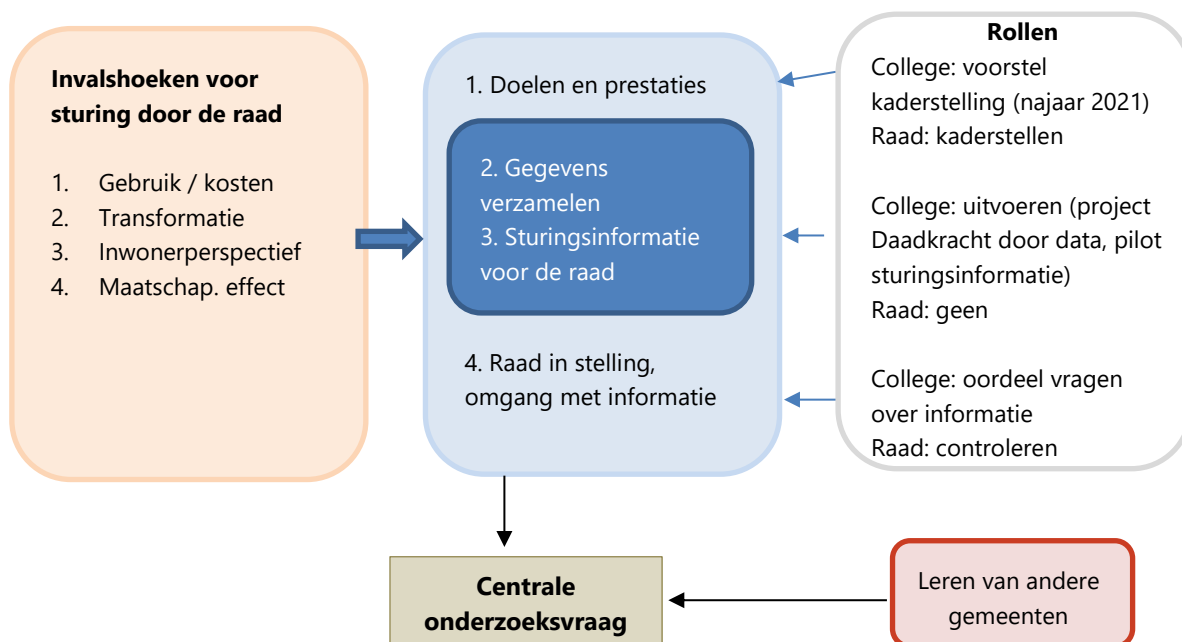 Invalshoeken voor
sturing door de raad
1. Gebruik / kosten
2. Transformatie
3. Inwonerperspectief
4. Maatschap. effect
1. Doelen en prestaties
2. Gegevens
verzamelen
3. Sturingsinformatie
voor de raad
4. Raad in stelling,
omgang met informatie
Rollen
College: voorstel
kaderstelling (najaar 2021)
Raad: kaderstellen
College: uitvoeren (project
Daadkracht door data, pilot
sturingsinformatie)
Raad: geen
College: oordeel vragen
over informatie
Raad: controleren
Centrale
onderzoeksvraag
Leren van andere
gemeenten